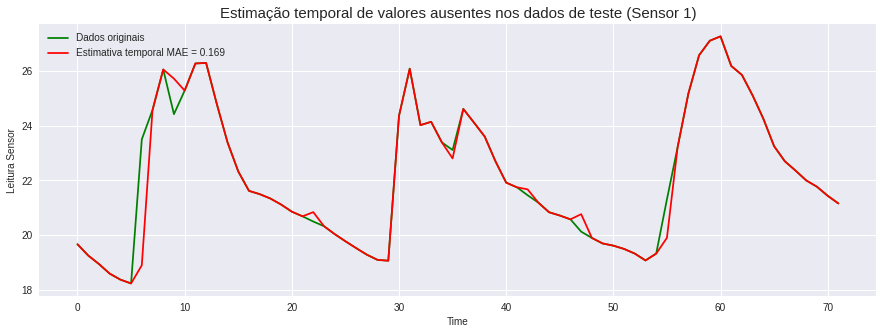 Estimação temporal de valores ausentes nos dados de teste (Sensor 1)
Dados originais
Estimativa temporal MAE = 0.169
26
24
22
20
18
Leitura Sensor
0 10 20 30 40 50 60 70
Time